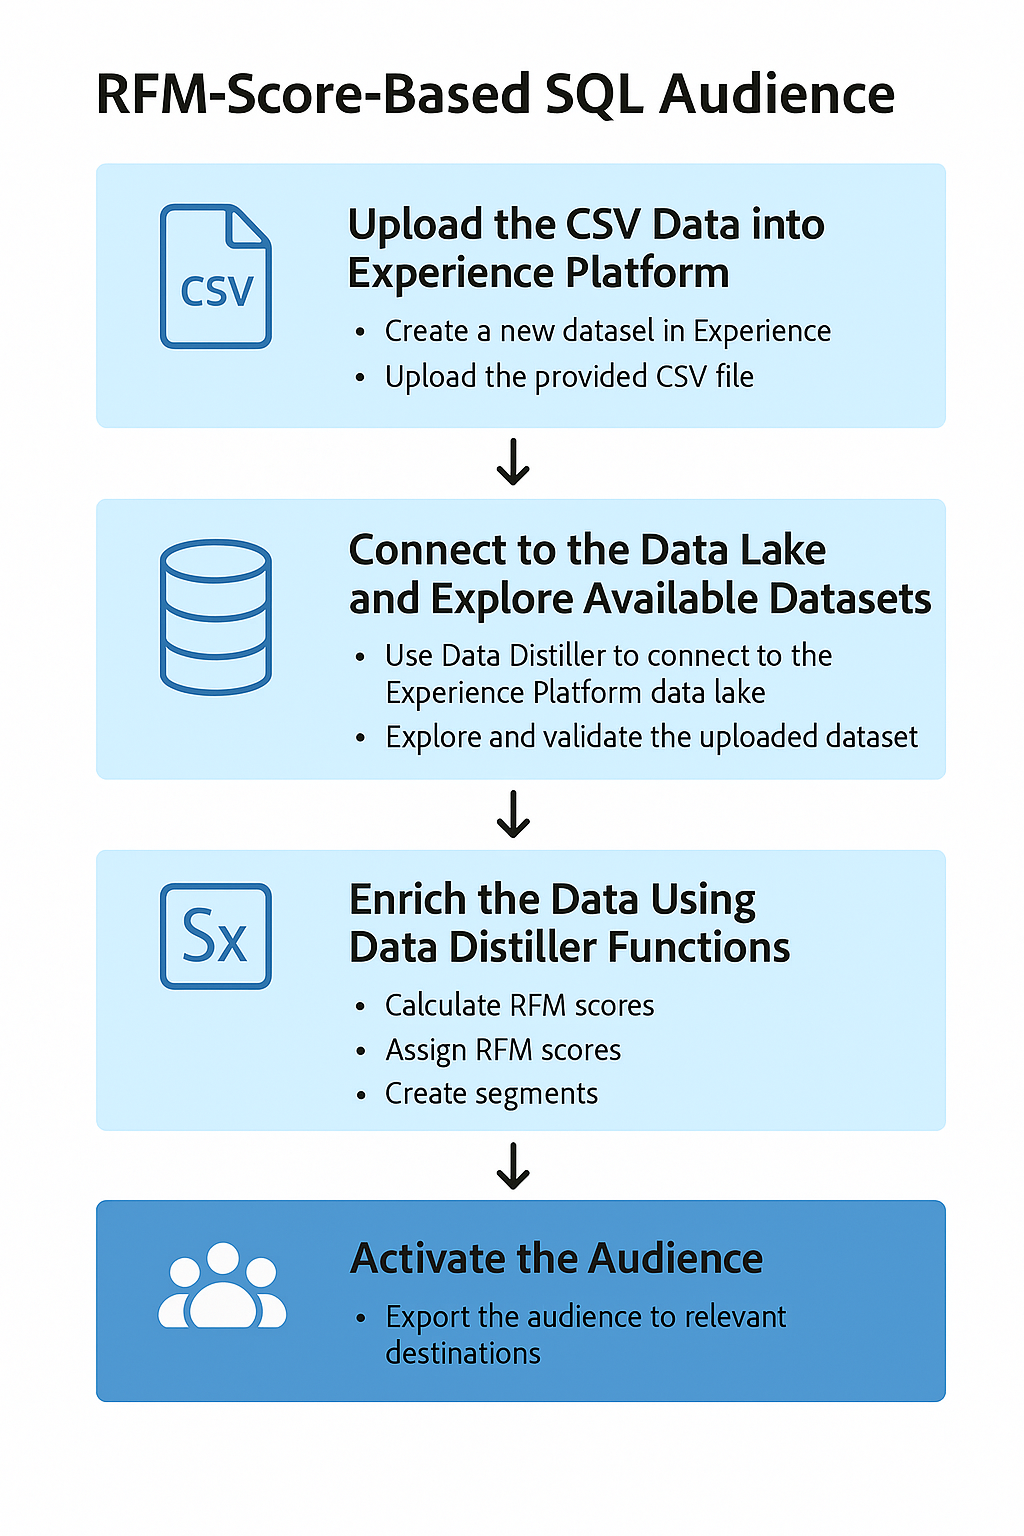 RFM-Score-Based SQL Audience
CSV
Upload the CSV Data into
Experience Platform
• Create a new datasel in Experience
• Upload the provided CSV file
Connect to the Data Lake
and Explore Available Datasets
• Use Data Distiller to connect to the
Experience Platform data lake
• Explore and validate the uploaded dataset
Sx
Enrich the Data Using
Data Distiller Functions
• Calculate RFM scores
• Assign RFM scores
• Create segments
Activate the Audience
• Export the audience to relevant
destinations